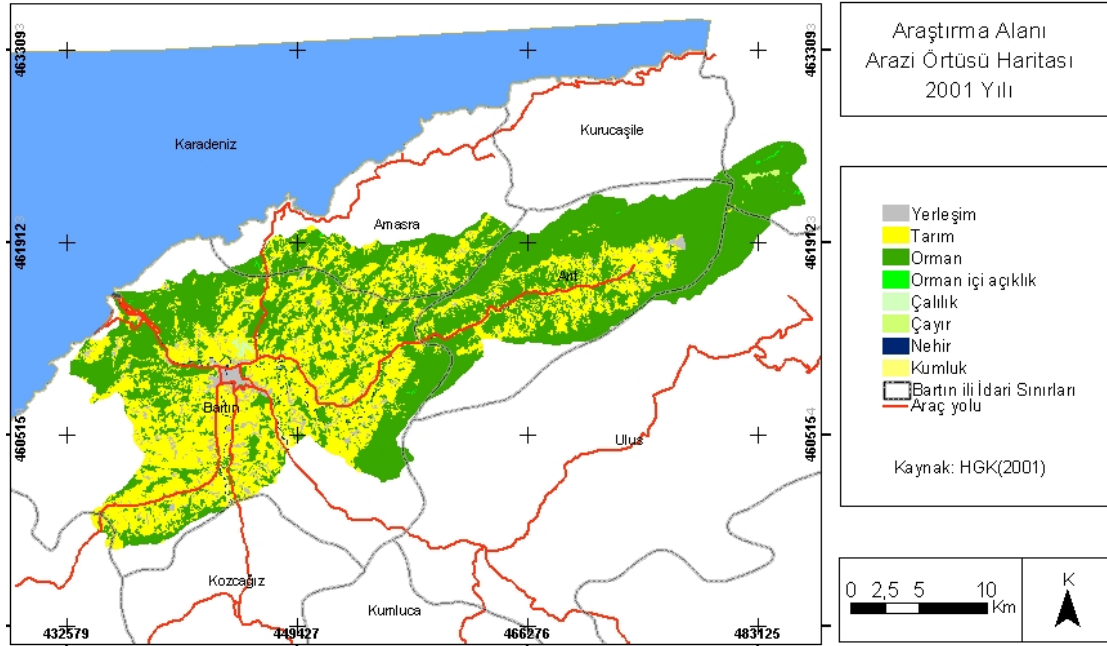 Araştırma Alanı
Arazi Örtüsü Haritası
2001 Yılı
Karadeniz
Kurucaşile
Amasra
Arıt
Bartın
Ulus
Kozcağız
Kumluca
463309
461912
460515
463309
461912
460515
432579
449427
466276
483125
Yerleşim
Tarım
Orman
Orman içi açıklık
Çalılık
Çayır
Nehir
Kumluk
Bartın ili İdari Sınırları
Araç yolu
Kaynak: HGK(2001)
0 2,5 5 10
Km
K